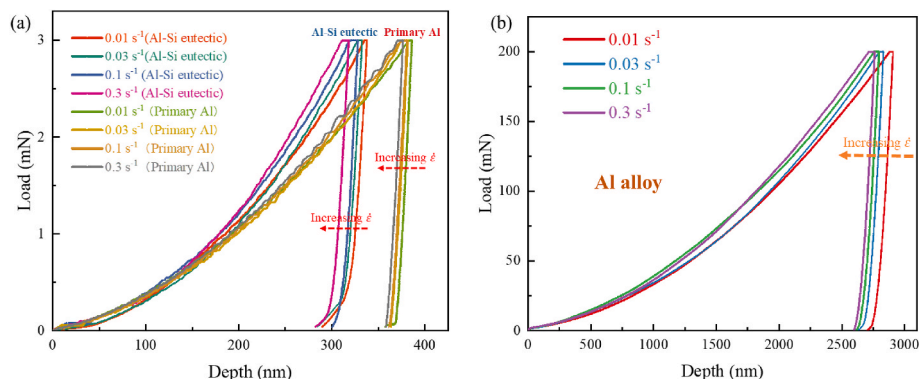 (a)
Al-Si eutectic Primary Al
0.01 s⁻¹(Al-Si eutectic)
0.03 s⁻¹(Al-Si eutectic)
0.1 s⁻¹ (Al-Si eutectic)
0.3 s⁻¹ (Al-Si eutectic)
0.01 s⁻¹ (Primary Al)
0.03 s⁻¹ (Primary Al)
0.1 s⁻¹ (Primary Al)
0.3 s⁻¹ (Primary Al)
Increasing ε̇
Increasing ε̇
Load (mN)
3
2
1
0
0 100 200 300 400
Depth (nm)
(b)
0.01 s⁻¹
0.03 s⁻¹
0.1 s⁻¹
0.3 s⁻¹
Increasing ε̇
Al alloy
Load (mN)
200
150
100
50
0
0 500 1000 1500 2000 2500 3000
Depth (nm)